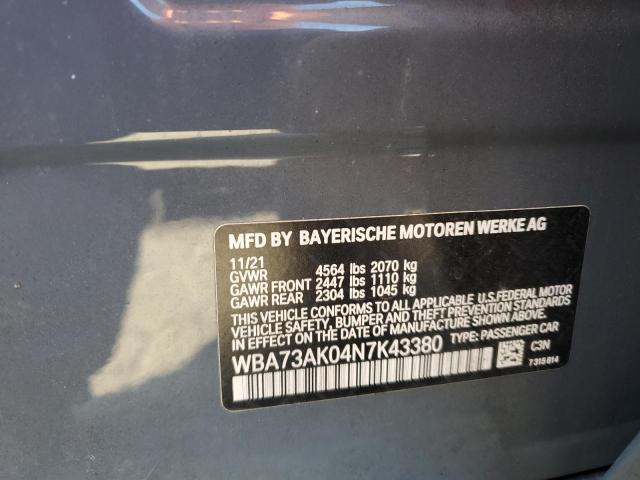 MFD BY BAYERISCHE MOTOREN WERKE AG
11/21
GVWR 4564 lbs 2070 kg
GAWR FRONT 2447 lbs 1110 kg
GAWR REAR 2304 lbs 1045 kg
THIS VEHICLE CONFORMS TO ALL APPLICABLE U.S. FEDERAL MOTOR
VEHICLE SAFETY, BUMPER AND THEFT PREVENTION STANDARDS
IN EFFECT ON THE DATE OF MANUFACTURE SHOWN ABOVE.
WBA73AK04N7K43380 TYPE: PASSENGER CAR
C3N
7 315 814